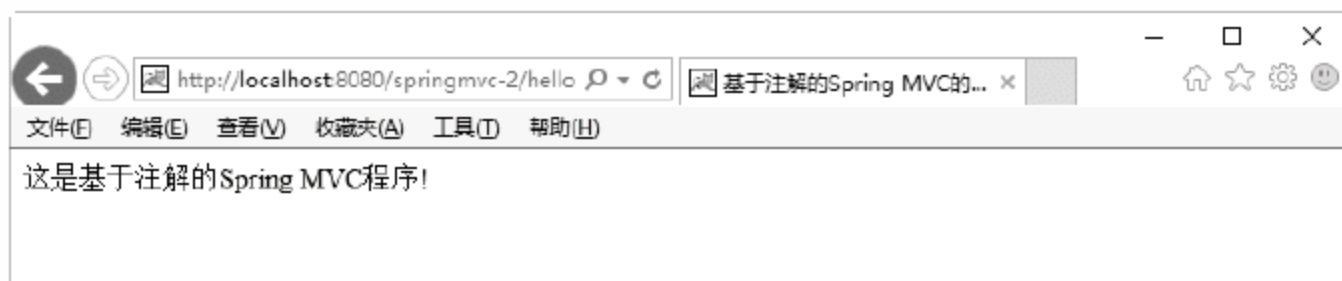 http://localhost:8080/springmvc-2/hello
基于注解的Spring MVC的...
文件(F) 编辑(E) 查看(V) 收藏夹(A) 工具(T) 帮助(H)
这是基于注解的Spring MVC程序!